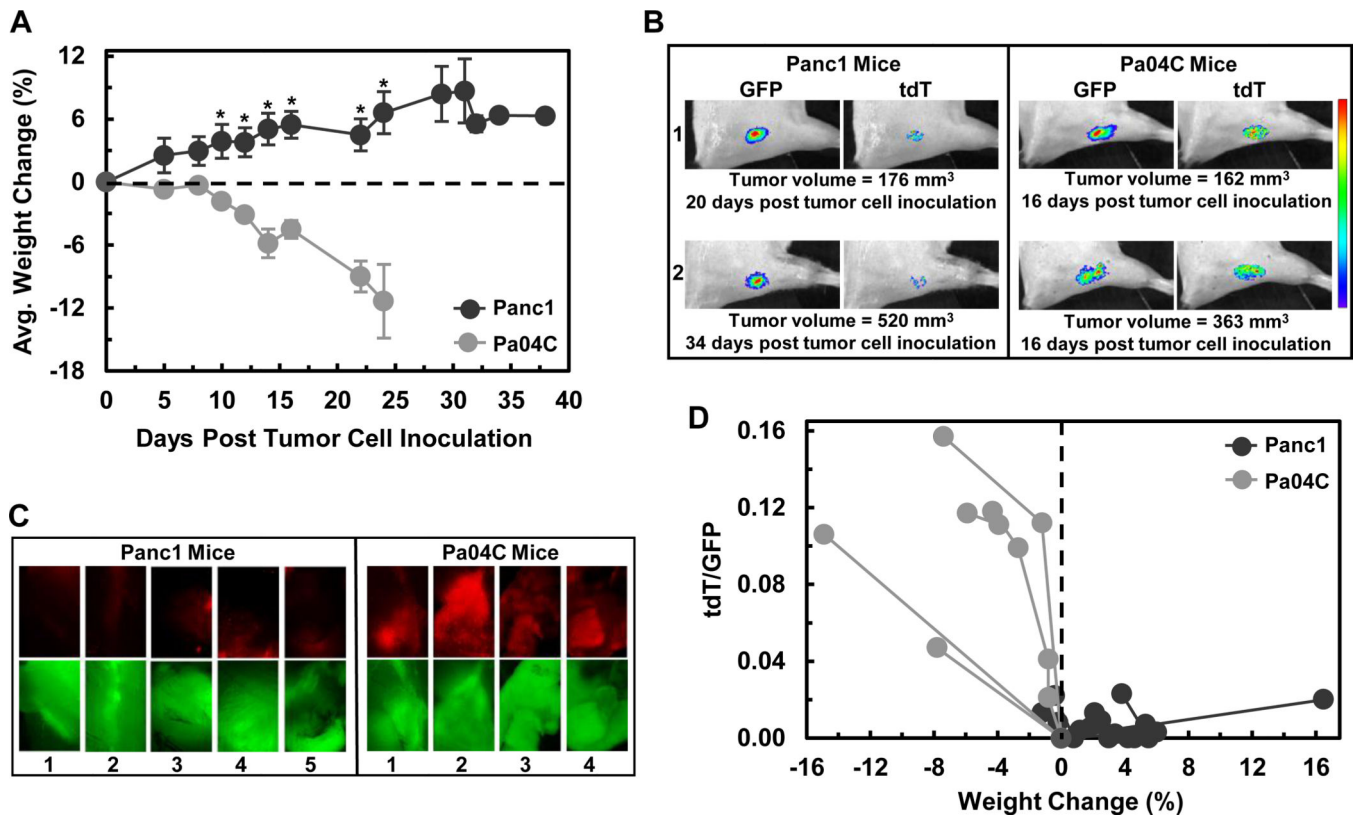 A
Avg. Weight Change (%)
12
6
0
-6
-12
-18
* * * * * *
Panc1
Pa04C
0 5 10 15 20 25 30 35 40
Days Post Tumor Cell Inoculation
B
Panc1 Mice
GFP tdT
1
Tumor volume = 176 mm³
20 days post tumor cell inoculation
2
Tumor volume = 520 mm³
34 days post tumor cell inoculation
Pa04C Mice
GFP tdT
Tumor volume = 162 mm³
16 days post tumor cell inoculation
Tumor volume = 363 mm³
16 days post tumor cell inoculation
C
Panc1 Mice
1 2 3 4 5
Pa04C Mice
1 2 3 4
D
tdT/GFP
0.16
0.12
0.08
0.04
0.00
Panc1
Pa04C
-16 -12 -8 -4 0 4 8 12 16
Weight Change (%)